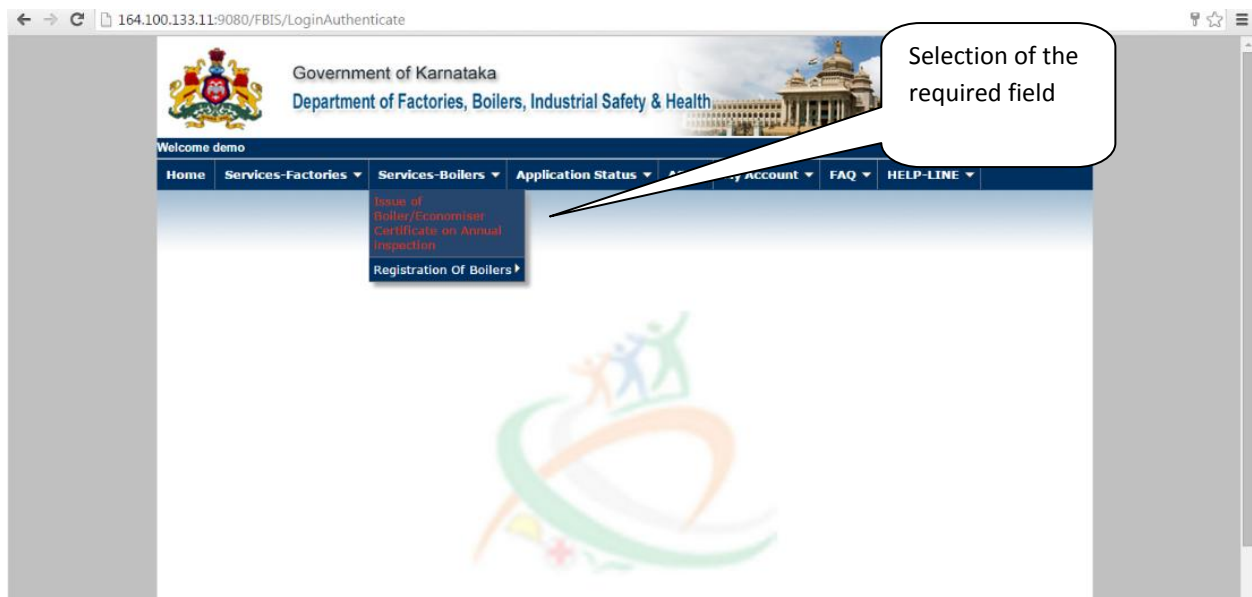 164.100.133.11:9080/FBIS/LoginAuthenticate
Government of Karnataka
Department of Factories, Boilers, Industrial Safety & Health
Selection of the
required field
Welcome demo
Home Services-Factories Services-Boilers Application Status Account FAQ HELP-LINE
Issue of
Boiler/Economiser
Certificate on Annual
Inspection
Registration Of Boilers